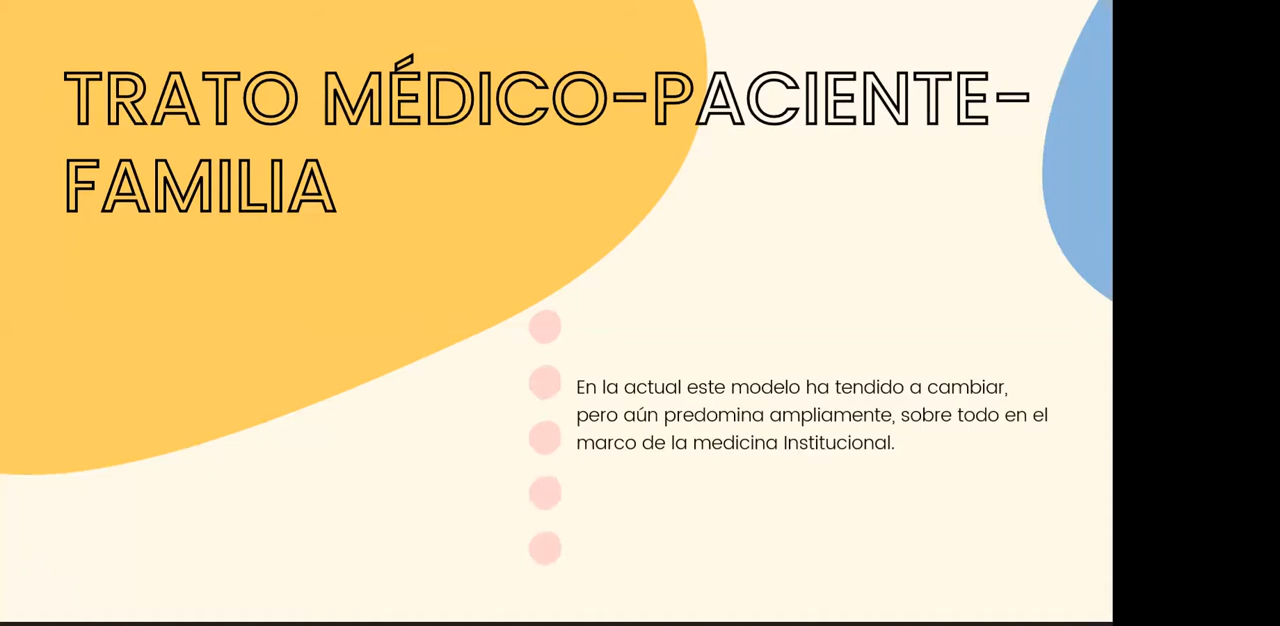 TRATO MÉDICO-PACIENTE-
FAMILIA
En la actual este modelo ha tendido a cambiar,
pero aún predomina ampliamente, sobre todo en el
marco de la medicina Institucional.